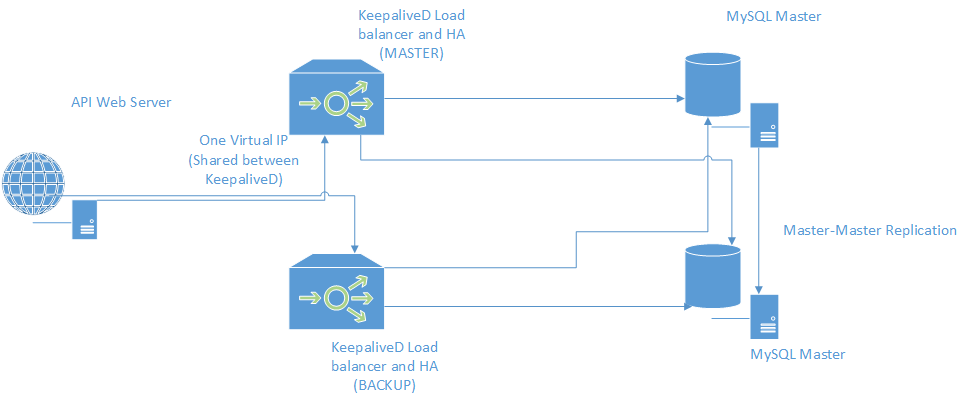 KeepaliveD Load
balancer and HA
(MASTER)
MySQL Master
API Web Server
One Virtual IP
(Shared between
KeepaliveD)
Master-Master Replication
KeepaliveD Load
balancer and HA
(BACKUP)
MySQL Master